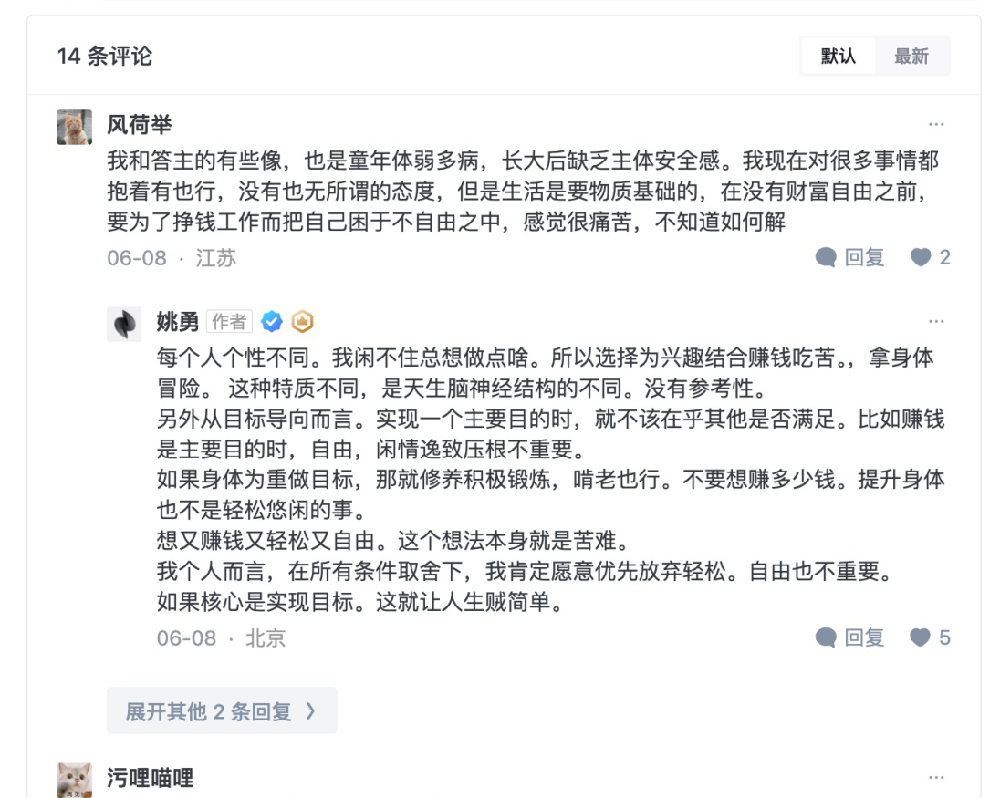 14 条评论
默认 最新
风荷举
我和答主的有些像，也是童年体弱多病，长大后缺乏主体安全感。我现在对很多事情都
抱着有也行，没有也无所谓的态度，但是生活是要物质基础的，在没有财富自由之前，
要为了挣钱工作而把自己困于不自由之中，感觉很痛苦，不知道如何解
06-08 · 江苏 回复 2
姚勇 作者
每个人个性不同。我闲不住总想做点啥。所以选择为兴趣结合赚钱吃苦。，拿身体
冒险。 这种特质不同，是天生脑神经结构的不同。没有参考性。
另外从目标导向而言。实现一个主要目的时，就不该在乎其他是否满足。比如赚钱
是主要目的时，自由，闲情逸致压根不重要。
如果身体为重做目标，那就修养积极锻炼，啃老也行。不要想赚多少钱。提升身体
也不是轻松悠闲的事。
想又赚钱又轻松又自由。这个想法本身就是苦难。
我个人而言，在所有条件取舍下，我肯定愿意优先放弃轻松。自由也不重要。
如果核心是实现目标。这就让人生贼简单。
06-08 · 北京 回复 5
展开其他 2 条回复 >
污哩喵哩